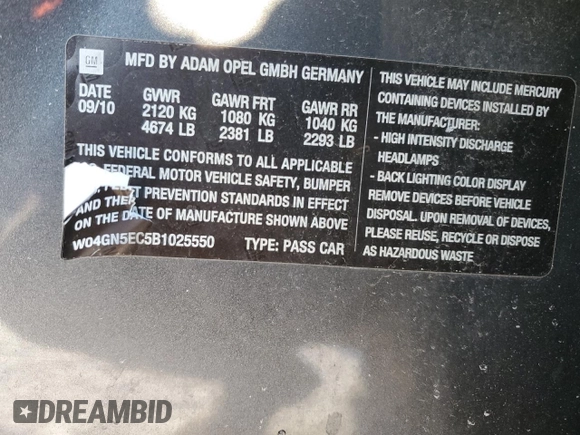 GM
MFD BY ADAM OPEL GMBH GERMANY
DATE GVWR GAWR FRT GAWR RR
09/10 2120 KG 1080 KG 1040 KG
4674 LB 2381 LB 2293 LB
THIS VEHICLE CONFORMS TO ALL APPLICABLE
FEDERAL MOTOR VEHICLE SAFETY, BUMPER
PREVENTION STANDARDS IN EFFECT
AND THEFT PREVENTION STANDARDS IN EFFECT
ON THE DATE OF MANUFACTURE SHOWN ABOVE
W04GN5EC5B1025550 TYPE: PASS CAR
THIS VEHICLE MAY INCLUDE MERCURY
CONTAINING DEVICES INSTALLED BY
THE MANUFACTURER:
- HIGH INTENSITY DISCHARGE
HEADLAMPS
- BACK LIGHTING COLOR DISPLAY
REMOVE DEVICES BEFORE VEHICLE
DISPOSAL. UPON REMOVAL OF DEVICES,
PLEASE REUSE, RECYCLE OR DISPOSE
AS HAZARDOUS WASTE
DREAMBID